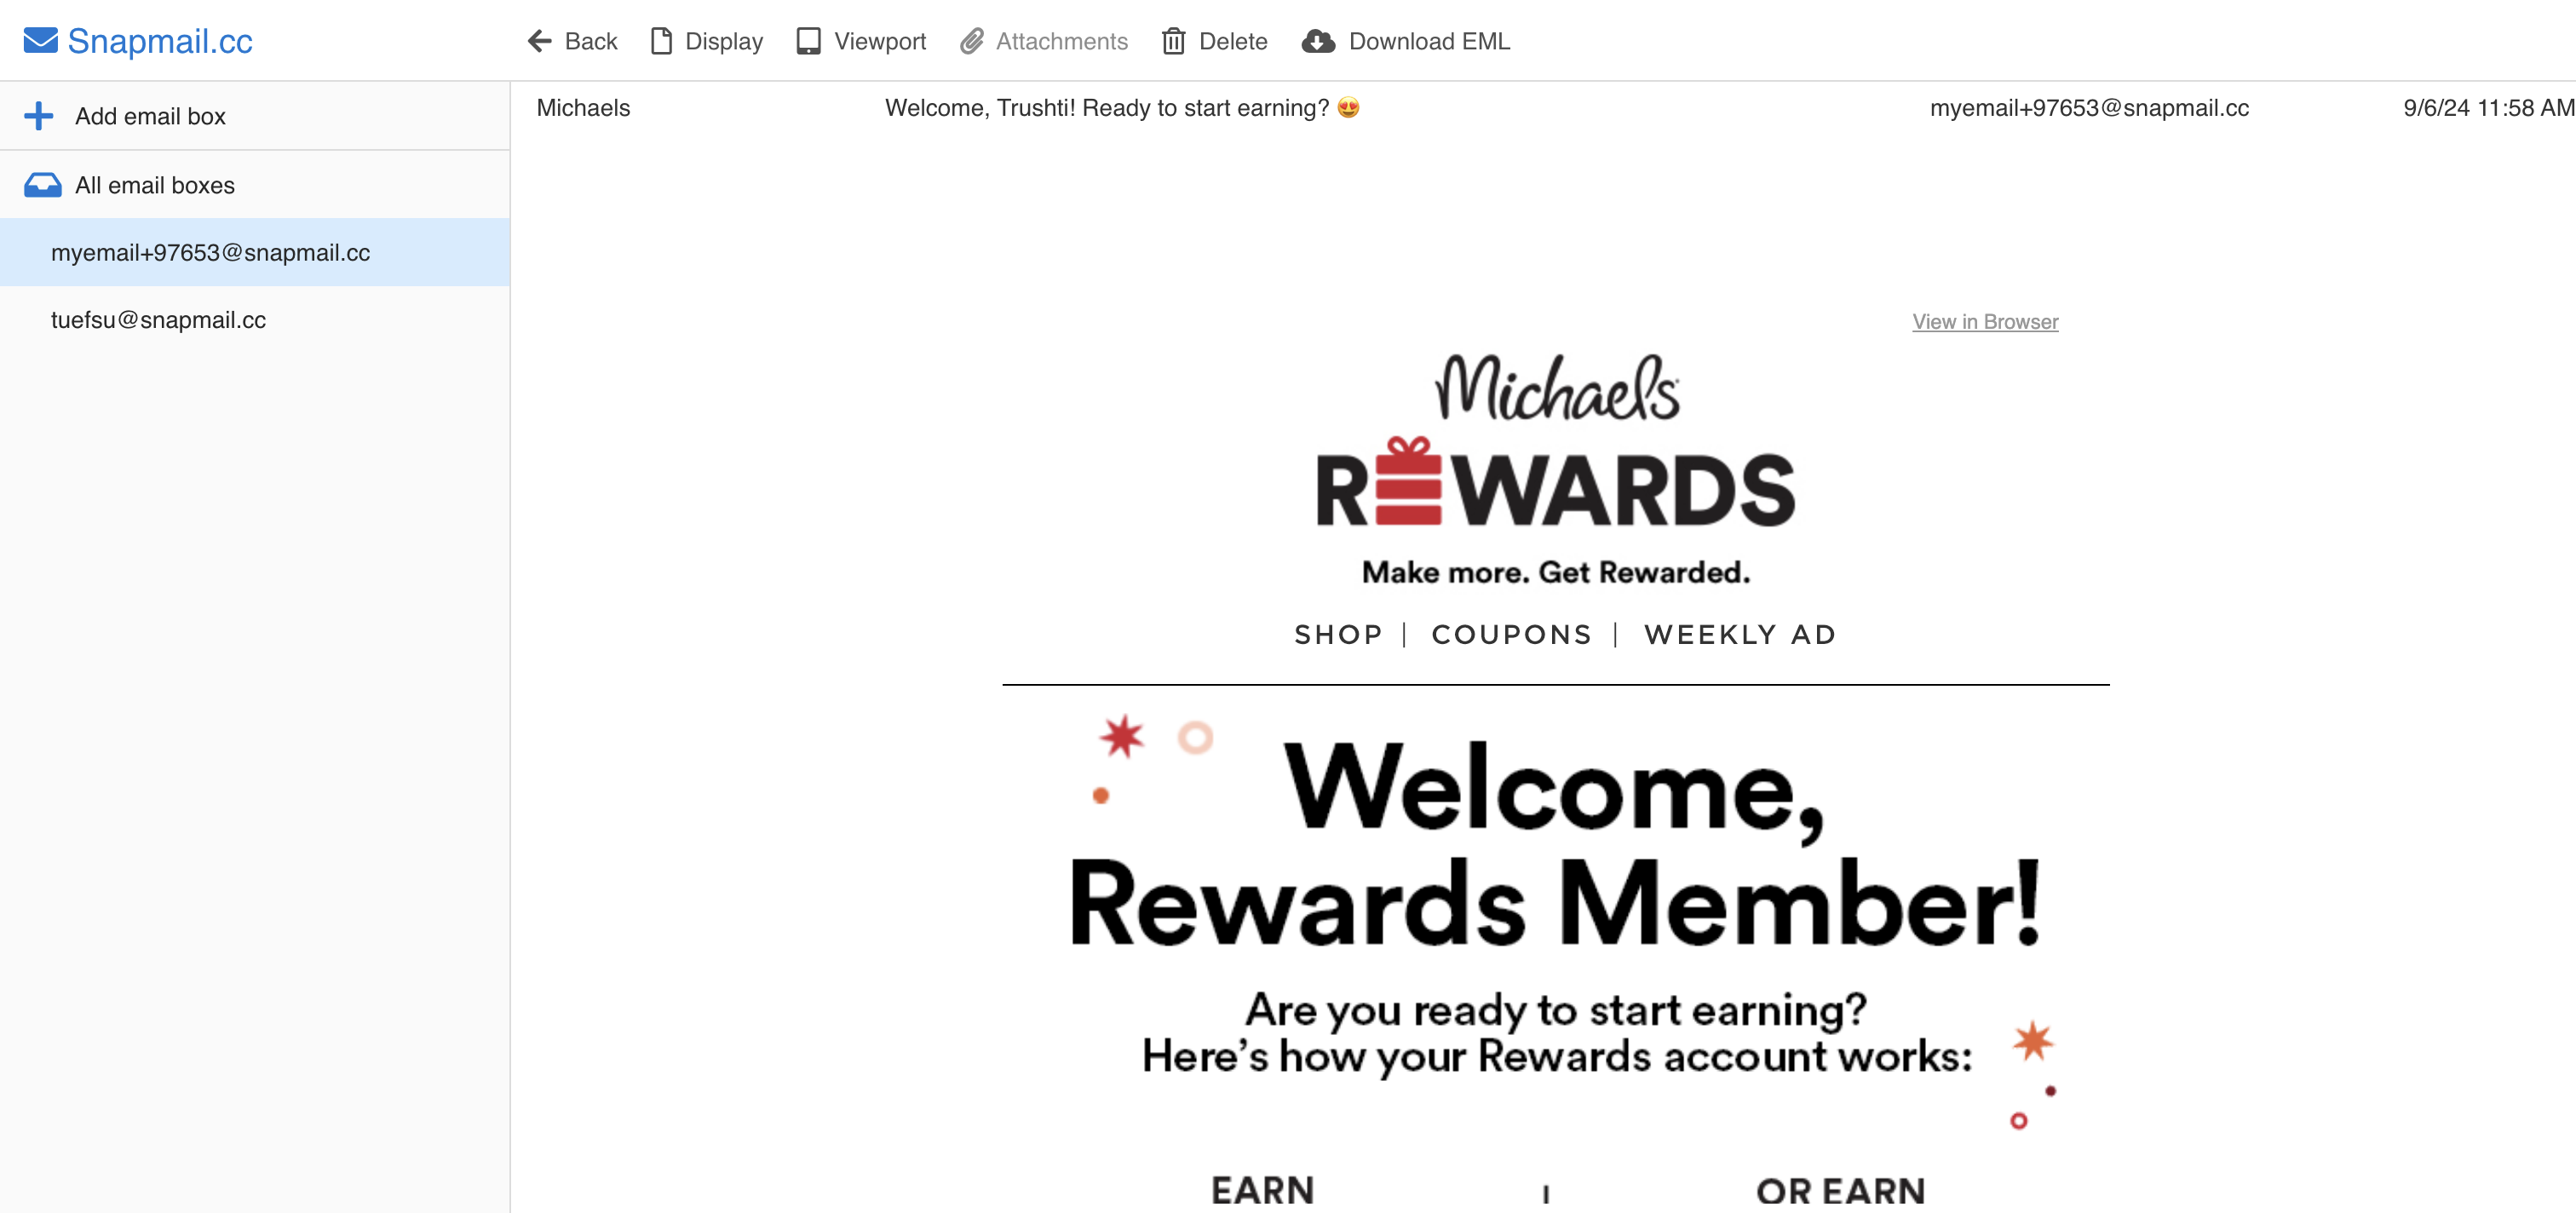 Snapmail.cc
Back Display Viewport Attachments Delete Download EML
Add email box
All email boxes
myemail+97653@snapmail.cc
tuefsu@snapmail.cc
Michaels Welcome, Trushti! Ready to start earning? 😍 myemail+97653@snapmail.cc 9/6/24 11:58 AM
View in Browser
Michaels
REWARDS
Make more. Get Rewarded.
SHOP | COUPONS | WEEKLY AD
Welcome,
Rewards Member!
Are you ready to start earning?
Here’s how your Rewards account works:
EARN | OR EARN